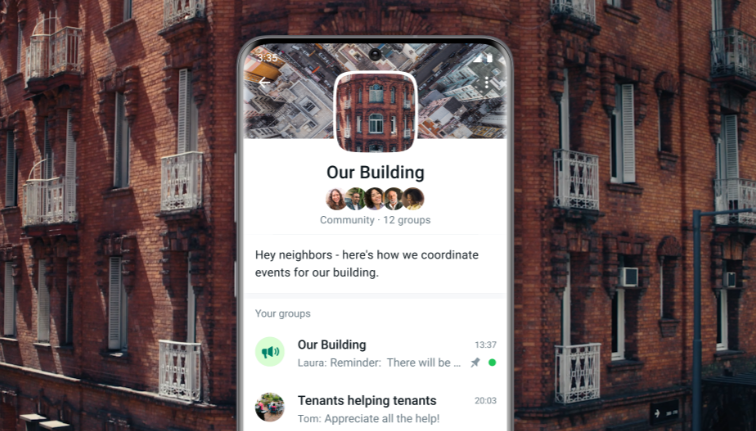 3:35
Our Building
Community · 12 groups
Hey neighbors - here's how we coordinate
events for our building.
Your groups
Our Building 13:37
Laura: Reminder: There will be ...
Tenants helping tenants 20:03
Tom: Appreciate all the help!